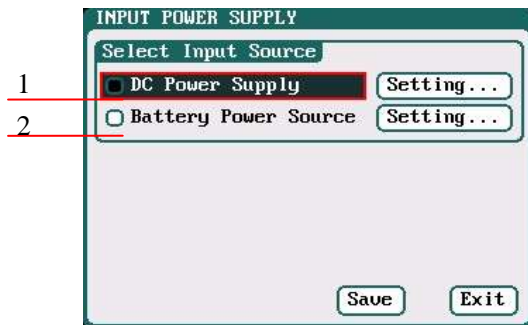 INPUT POWER SUPPLY
Select Input Source
1 DC Power Supply Setting...
2 Battery Power Source Setting...
Save Exit